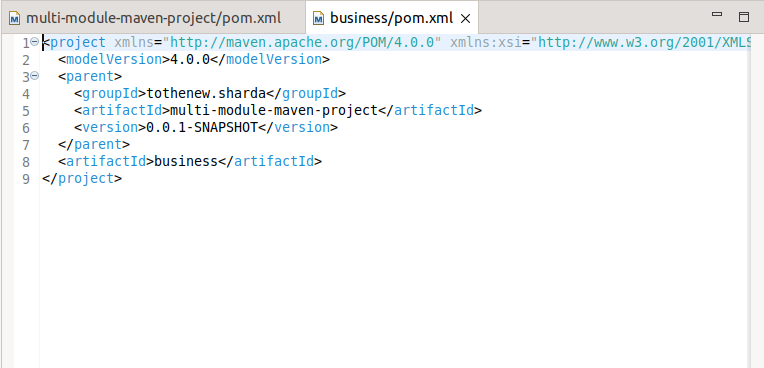 multi-module-maven-project/pom.xml business/pom.xml
1 <project xmlns="http://maven.apache.org/POM/4.0.0" xmlns:xsi="http://www.w3.org/2001/XMLS
2   <modelVersion>4.0.0</modelVersion>
3   <parent>
4     <groupId>tothenew.sharda</groupId>
5     <artifactId>multi-module-maven-project</artifactId>
6     <version>0.0.1-SNAPSHOT</version>
7   </parent>
8   <artifactId>business</artifactId>
9 </project>